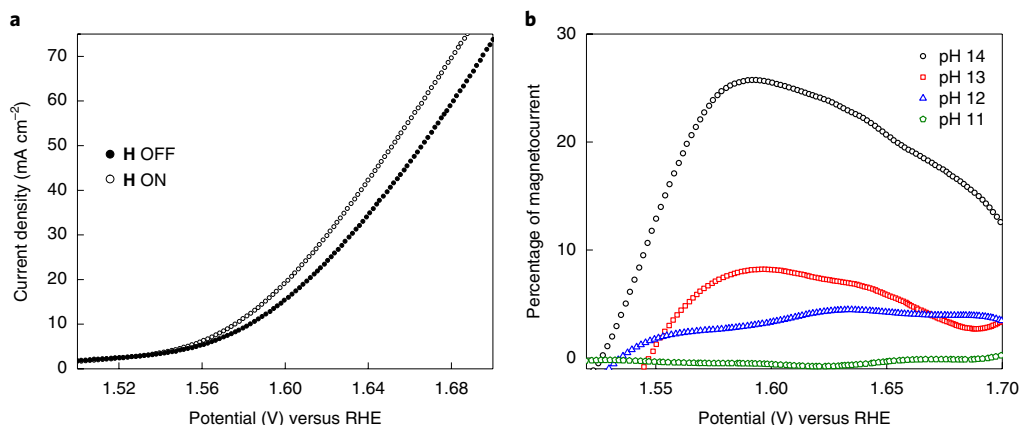 a
75
70
60
50
40
30
20
10
0
Current density (mA cm⁻²)
H OFF
H ON
1.52
1.56
1.60
1.64
1.68
Potential (V) versus RHE
b
30
20
10
0
Percentage of magnetocurrent
pH 14
pH 13
pH 12
pH 11
1.55
1.60
1.65
1.70
Potential (V) versus RHE